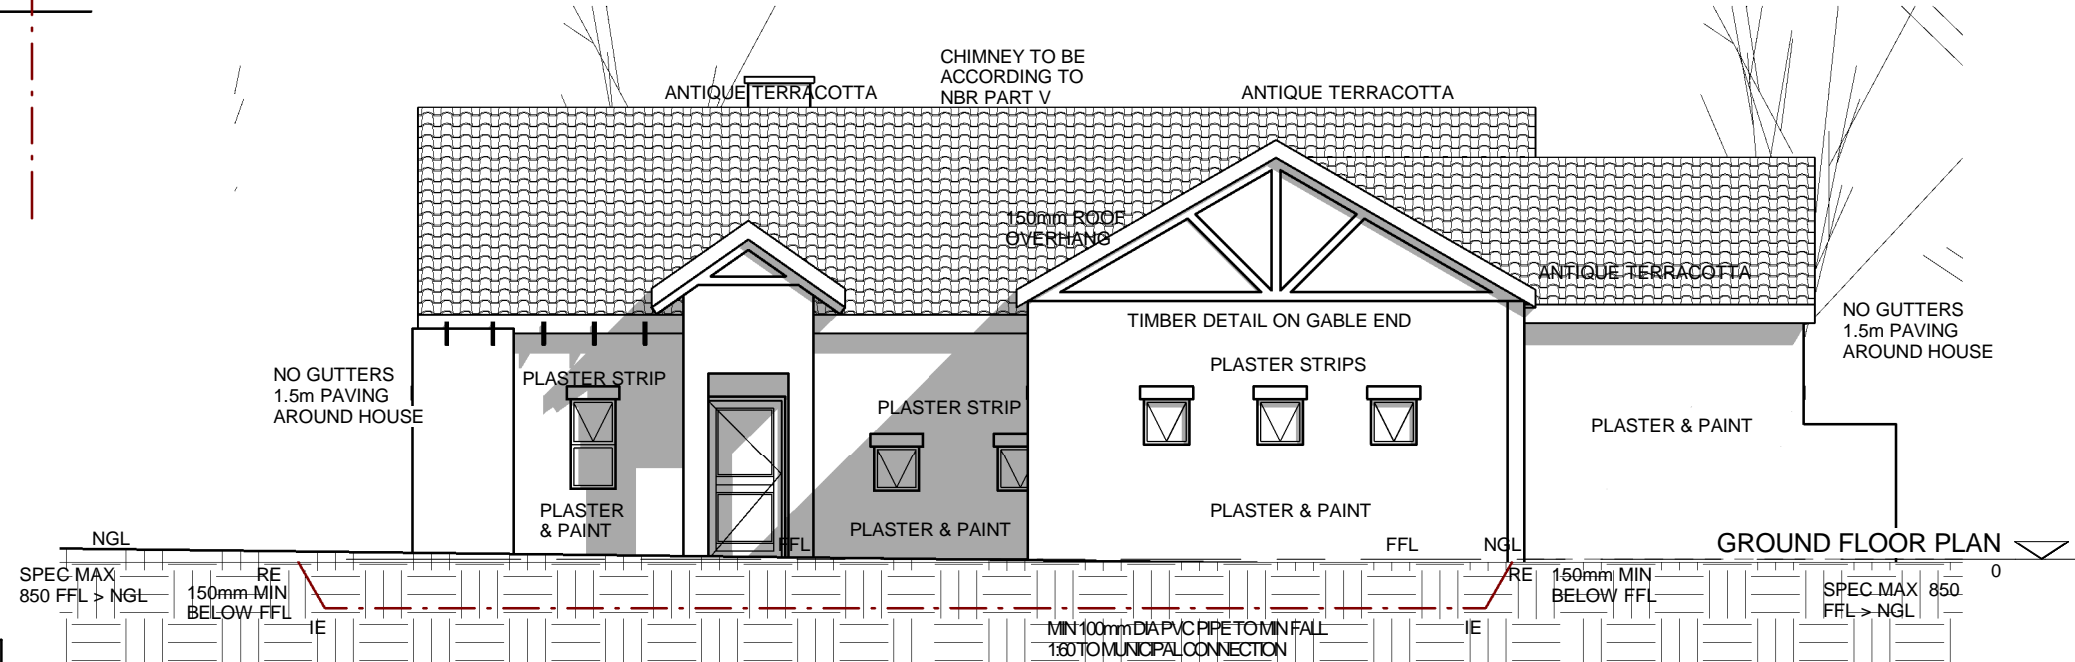 CHIMNEY TO BE
ACCORDING TO
NBR PART V
ANTIQUE TERRACOTTA
ANTIQUE TERRACOTTA
150mm ROOF
OVERHANG
ANTIQUE TERRACOTTA
NO GUTTERS
1.5m PAVING
AROUND HOUSE
TIMBER DETAIL ON GABLE END
PLASTER STRIPS
NO GUTTERS
1.5m PAVING
AROUND HOUSE
PLASTER STRIP
PLASTER STRIP
PLASTER & PAINT
PLASTER
& PAINT
PLASTER & PAINT
PLASTER & PAINT
NGL
FFL
FFL
NGL
GROUND FLOOR PLAN
0
SPEC MAX
850 FFL > NGL
RE
150mm MIN
BELOW FFL
IE
RE
150mm MIN
BELOW FFL
IE
SPEC MAX 850
FFL > NGL
MIN 100mm DIA PVC PIPE TO MIN FALL
1:60 TO MUNICIPAL CONNECTION